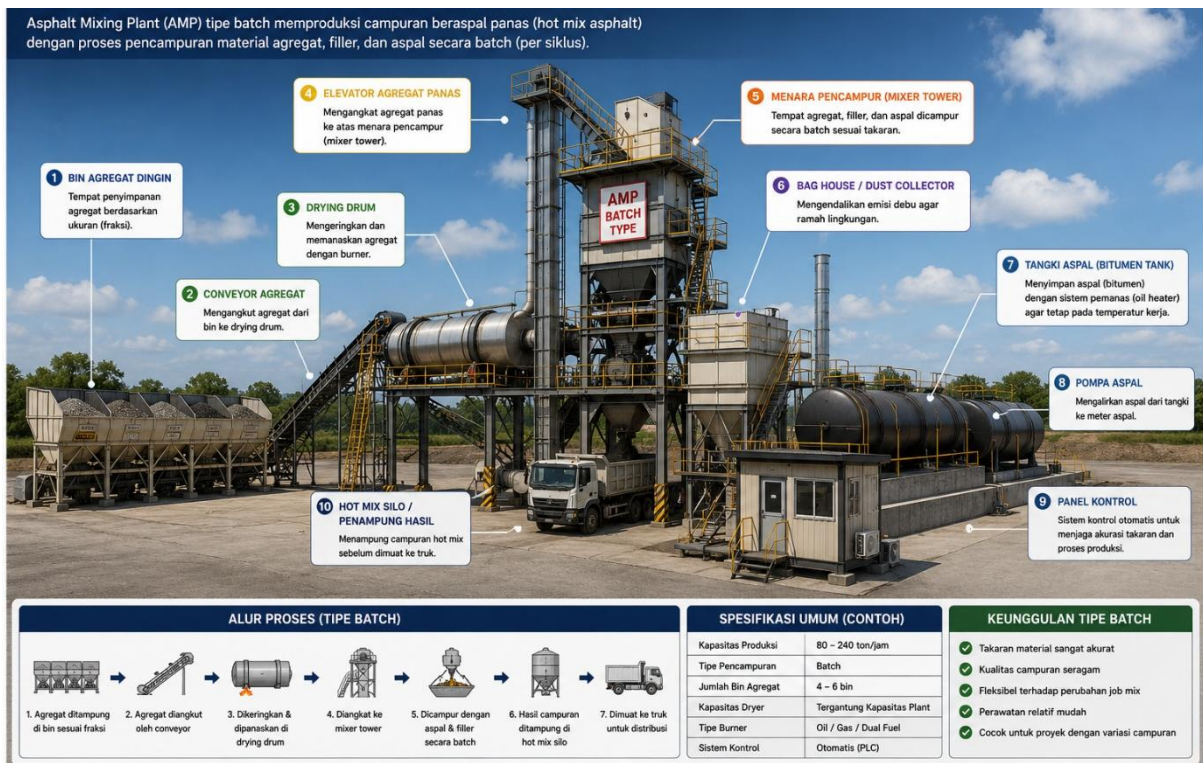 Asphalt Mixing Plant (AMP) tipe batch memproduksi campuran beraspal panas (hot mix asphalt)
dengan proses pencampuran material agregat, filler, dan aspal secara batch (per siklus).
4 ELEVATOR AGREGAT PANAS
Mengangkat agregat panas
ke atas menara pencampur
(mixer tower).
5 MENARA PENCAMPUR (MIXER TOWER)
Tempat agregat, filler, dan aspal dicampur
secara batch sesuai takaran.
1 BIN AGREGAT DINGIN
Tempat penyimpanan
agregat berdasarkan
ukuran (fraksi).
3 DRYING DRUM
Mengeringkan dan
memanaskan agregat
dengan burner.
AMP
BATCH
TYPE
6 BAG HOUSE / DUST COLLECTOR
Mengendalikan emisi debu agar
ramah lingkungan.
2 CONVEYOR AGREGAT
Mengangkut agregat dari
bin ke drying drum.
7 TANGKI ASPAL (BITUMEN TANK)
Menyimpan aspal (bitumen)
dengan sistem pemanas (oil heater)
agar tetap pada temperatur kerja.
8 POMPA ASPAL
Mengalirkan aspal dari tangki
ke meter aspal.
10 HOT MIX SILO /
PENAMPUNG HASIL
Menampung campuran hot mix
sebelum dimuat ke truk.
9 PANEL KONTROL
Sistem kontrol otomatis untuk
menjaga akurasi takaran dan
proses produksi.
ALUR PROSES (TIPE BATCH)
1. Agregat ditampung
di bin sesuai fraksi
2. Agregat diangkut
oleh conveyor
3. Dikeringkan &
dipanaskan di
drying drum
4. Diangkat ke
mixer tower
5. Dicampur dengan
aspal & filler
secara batch
6. Hasil campuran
ditampung di
hot mix silo
7. Dimuat ke truk
untuk distribusi
SPESIFIKASI UMUM (CONTOH)
Kapasitas Produksi 80 – 240 ton/jam
Tipe Pencampuran Batch
Jumlah Bin Agregat 4 – 6 bin
Kapasitas Dryer Tergantung Kapasitas Plant
Tipe Burner Oil / Gas / Dual Fuel
Sistem Kontrol Otomatis (PLC)
KEUNGGULAN TIPE BATCH
Takaran material sangat akurat
Kualitas campuran seragam
Fleksibel terhadap perubahan job mix
Perawatan relatif mudah
Cocok untuk proyek dengan variasi campuran